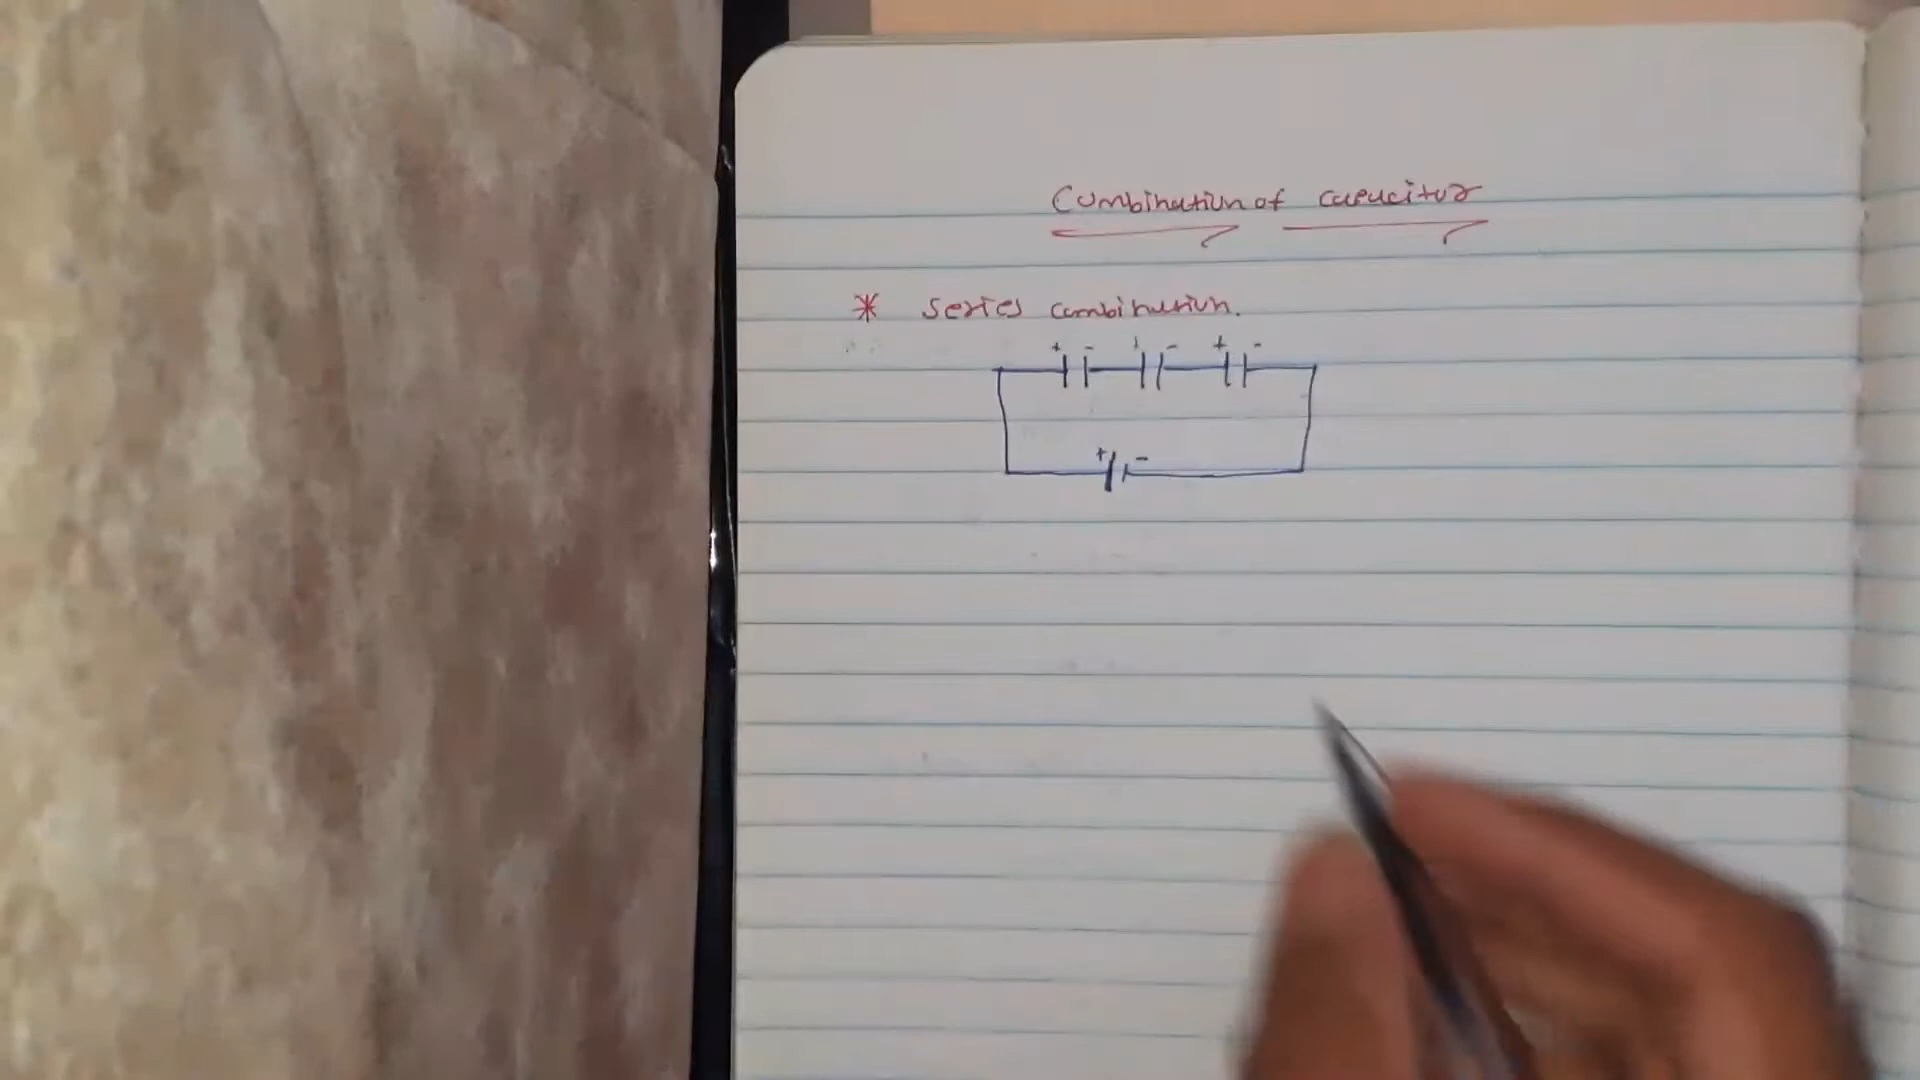 Combination of capacitor
* Series combination.
+ - + - + -
+ -